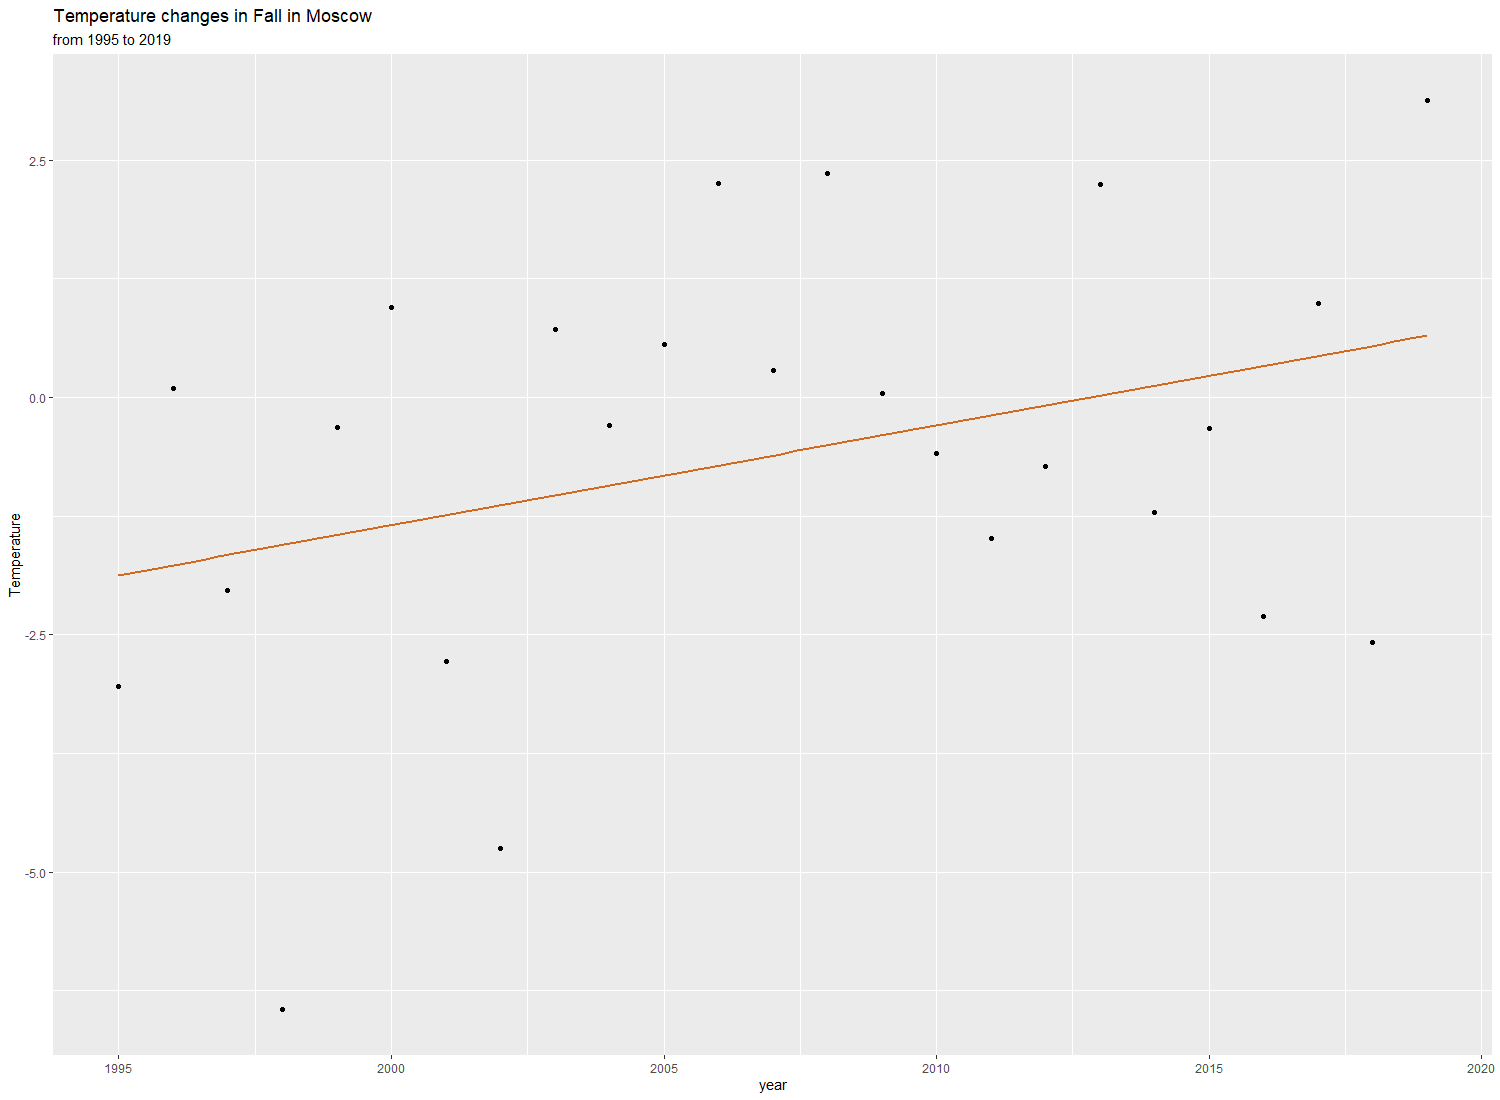 Temperature changes in Fall in Moscow
from 1995 to 2019
Temperature
2.5
0.0
-2.5
-5.0
1995 2000 2005 2010 2015 2020
year